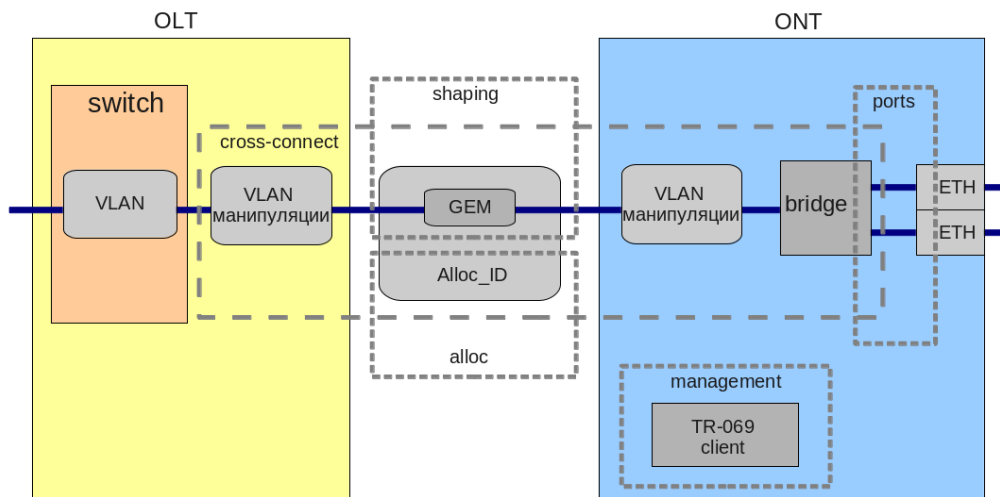 OLT
ONT
switch
VLAN
cross-connect
VLAN
манипуляции
shaping
GEM
Alloc_ID
alloc
VLAN
манипуляции
bridge
ports
ETH
ETH
management
TR-069
client